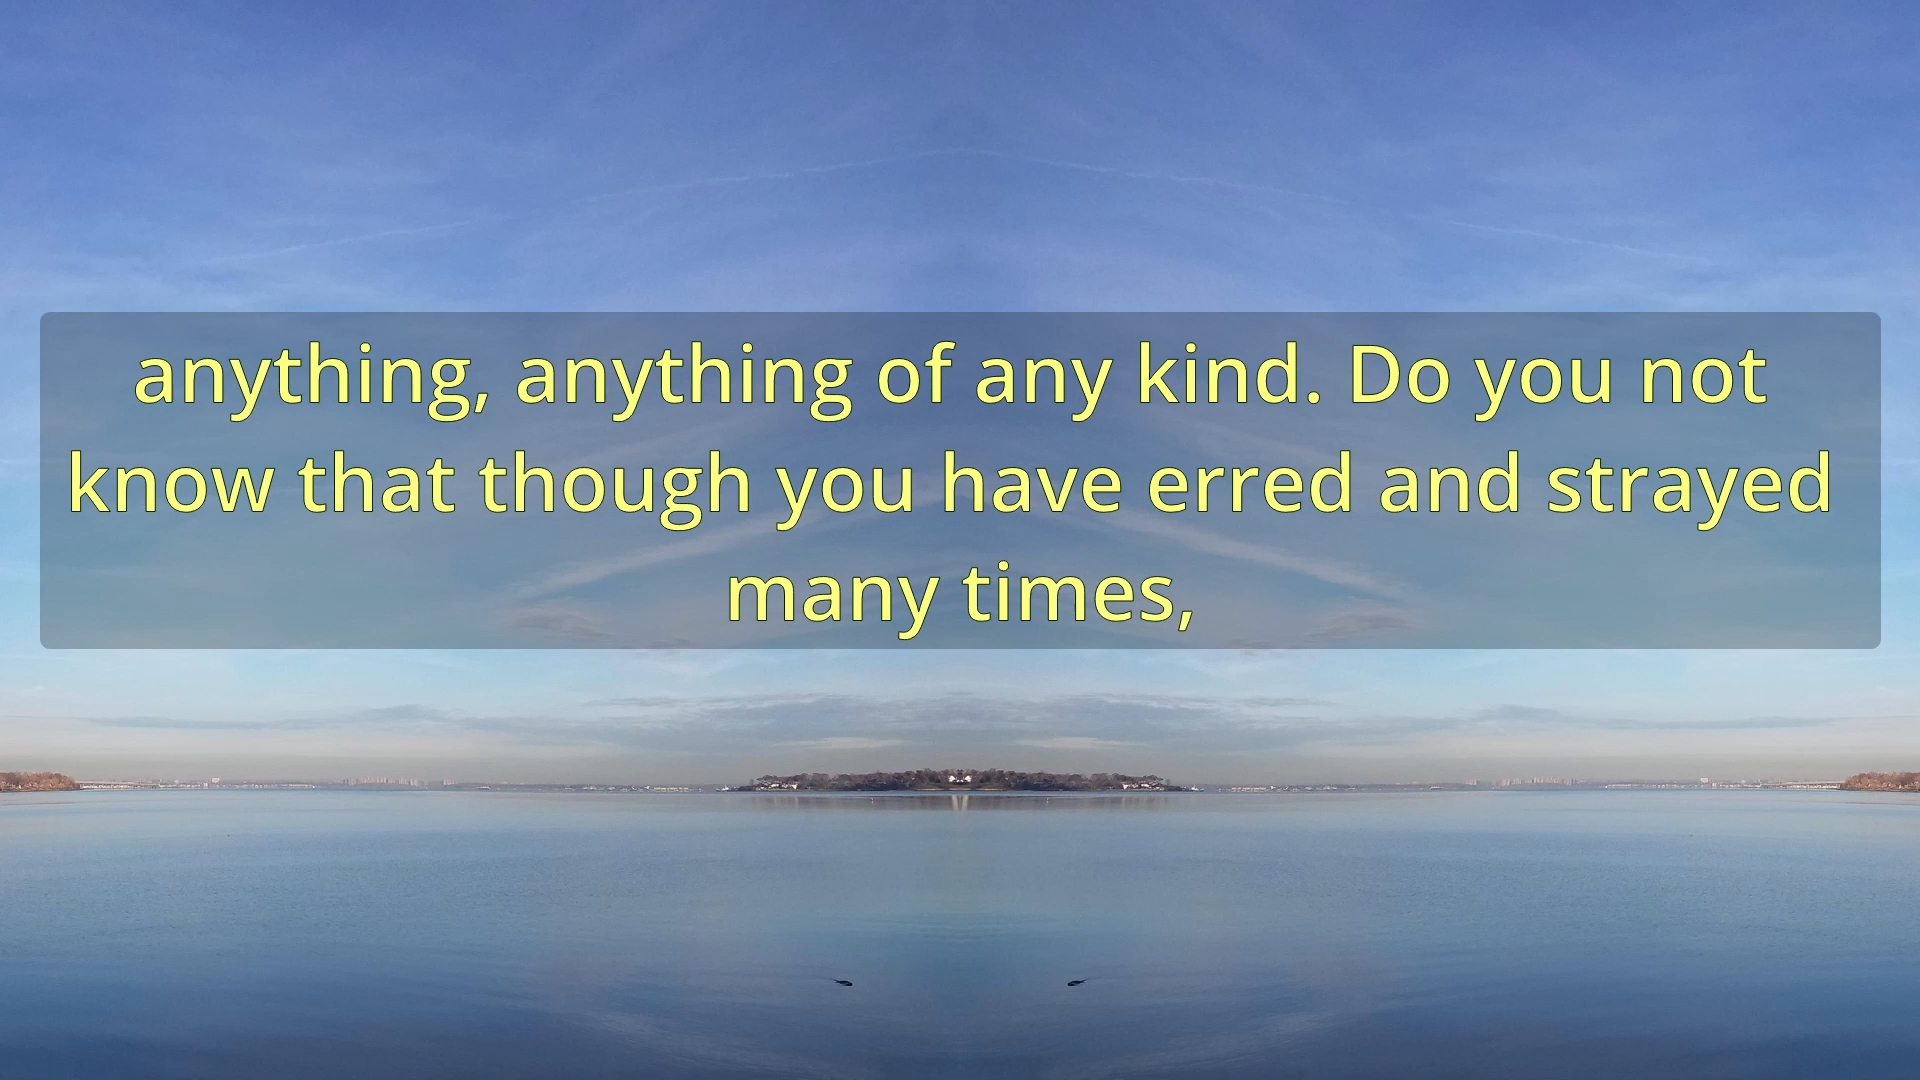 anything, anything of any kind. Do you not
know that though you have erred and strayed
many times,